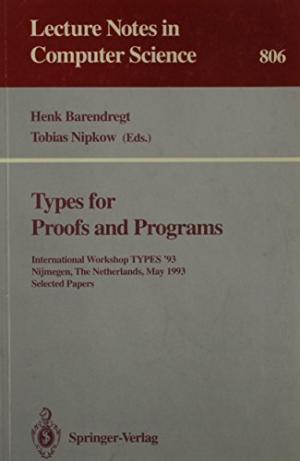 Lecture Notes in
Computer Science 806
Henk Barendregt
Tobias Nipkow (Eds.)
Types for
Proofs and Programs
International Workshop TYPES '93
Nijmegen, The Netherlands, May 1993
Selected Papers
Springer-Verlag